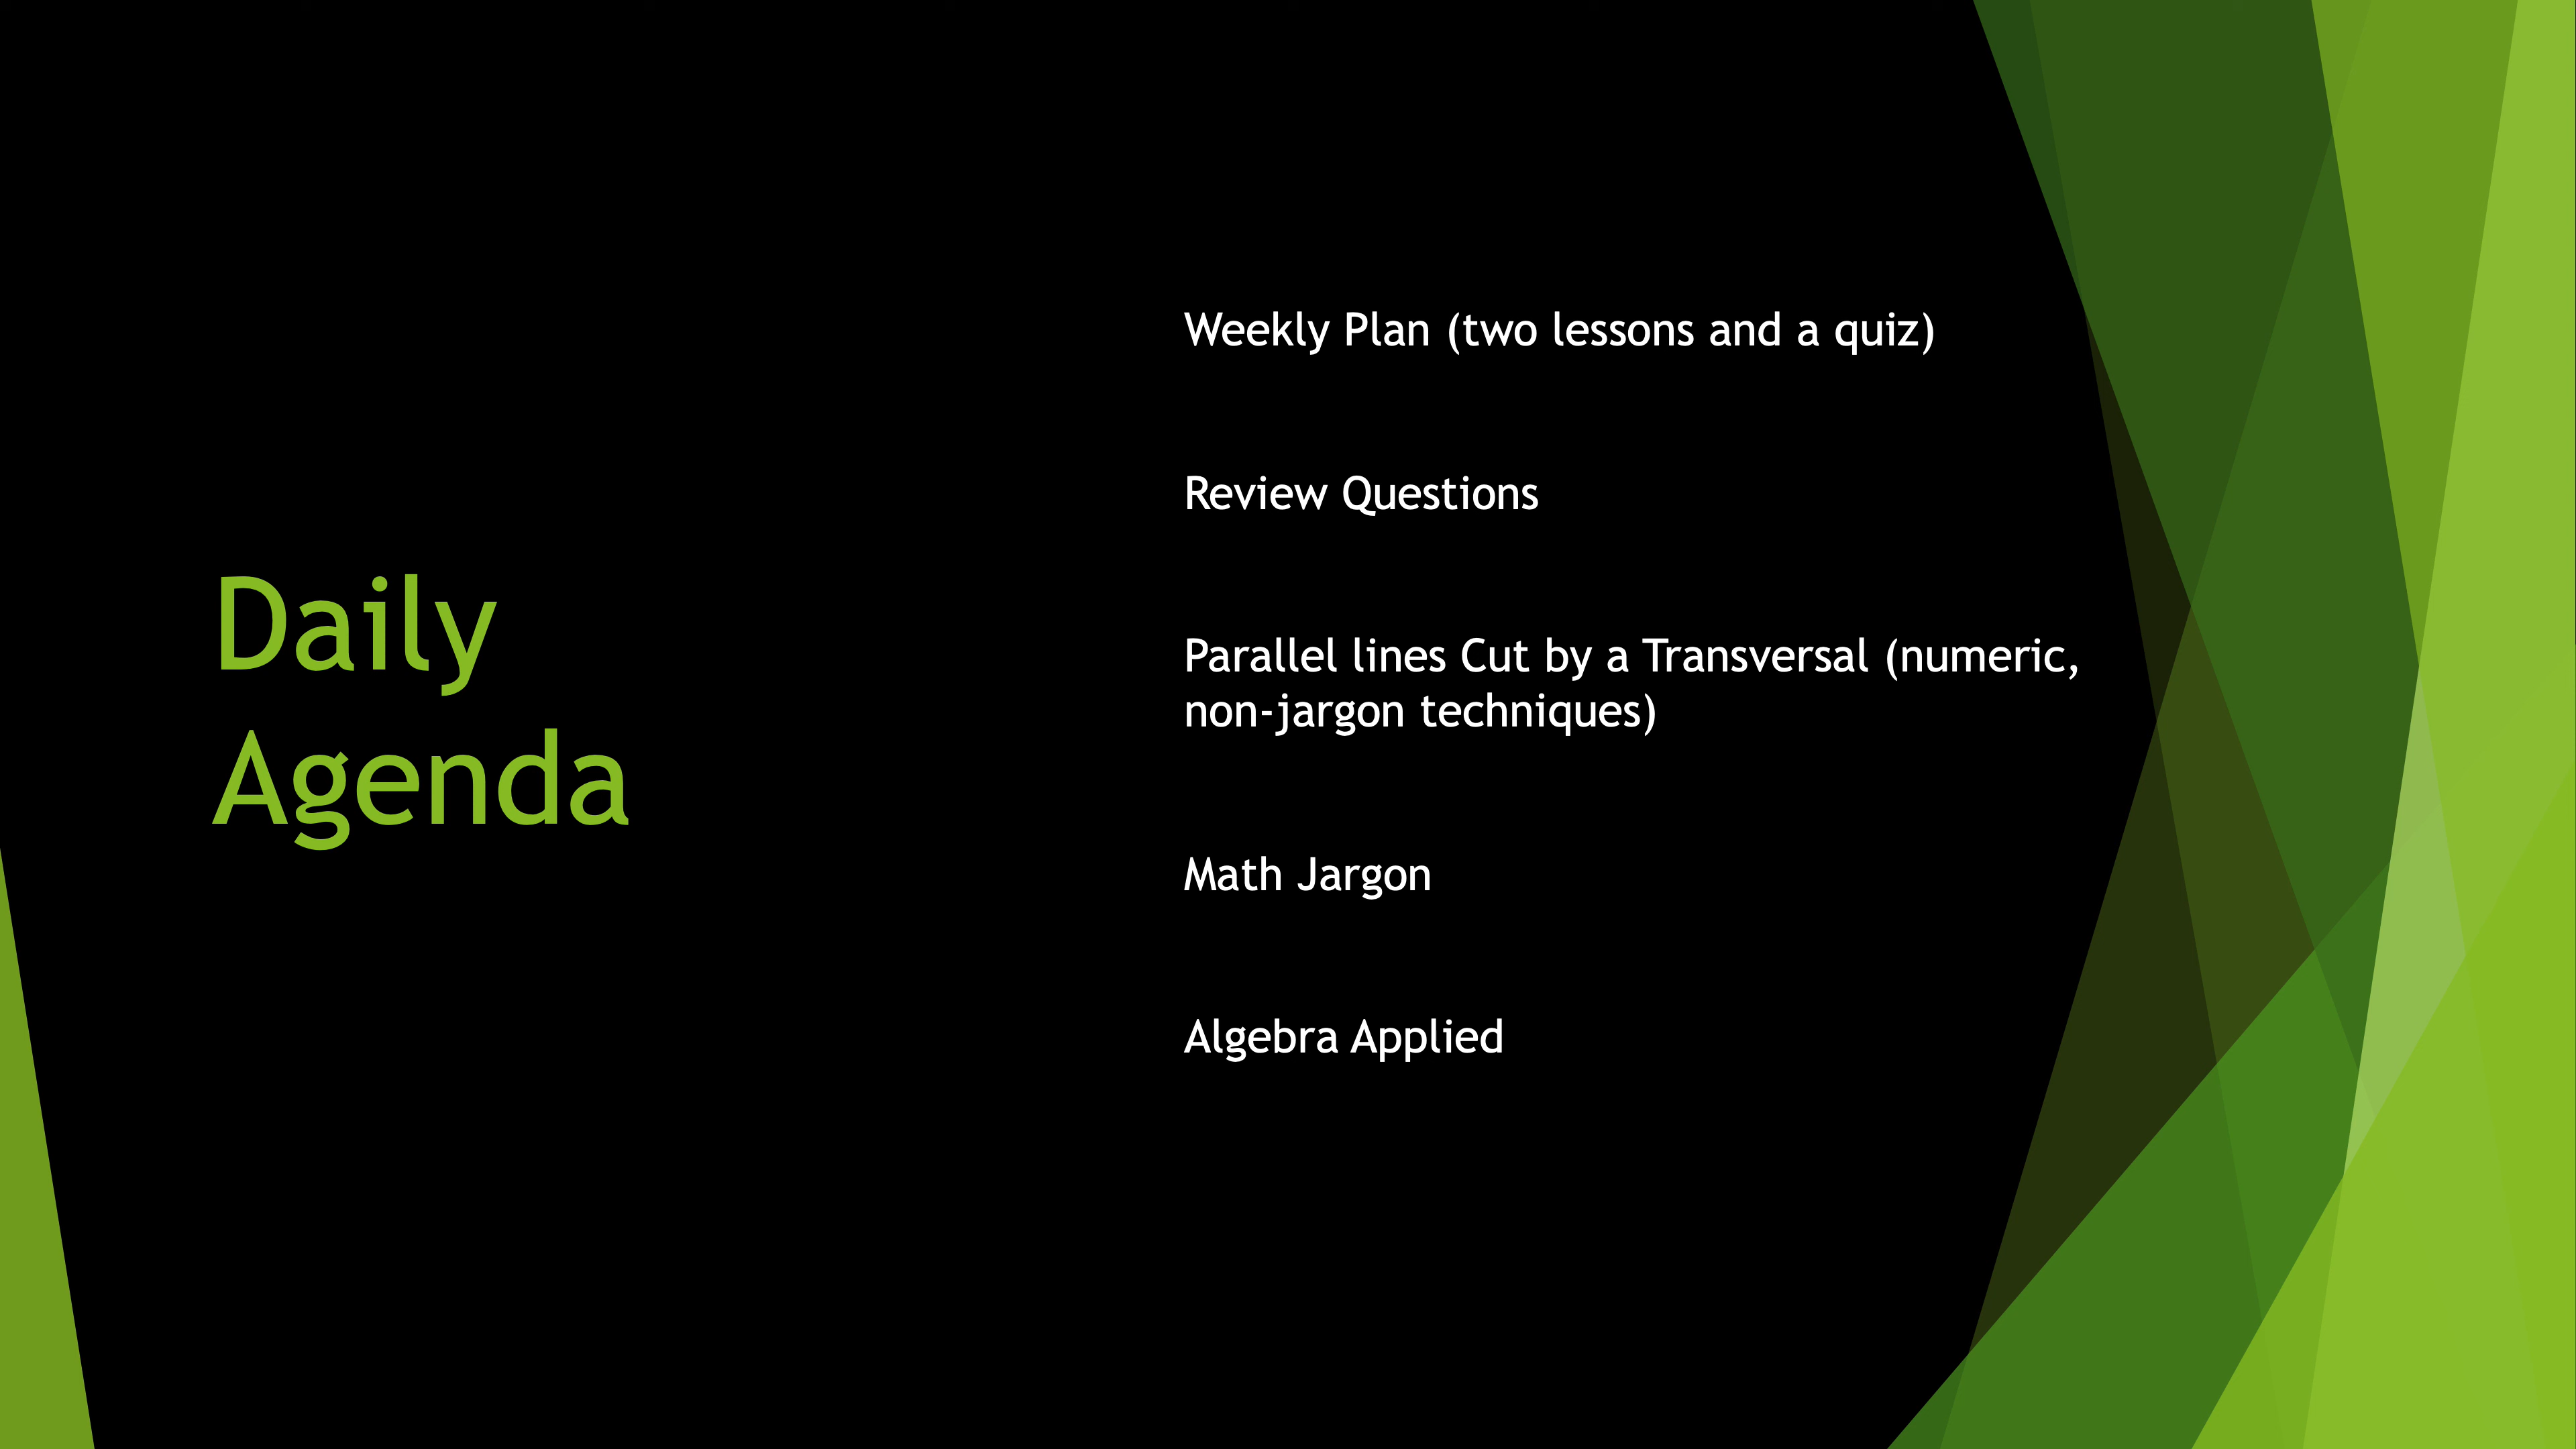 Daily
Agenda
Weekly Plan (two lessons and a quiz)
Review Questions
Parallel lines Cut by a Transversal (numeric,
non-jargon techniques)
Math Jargon
Algebra Applied